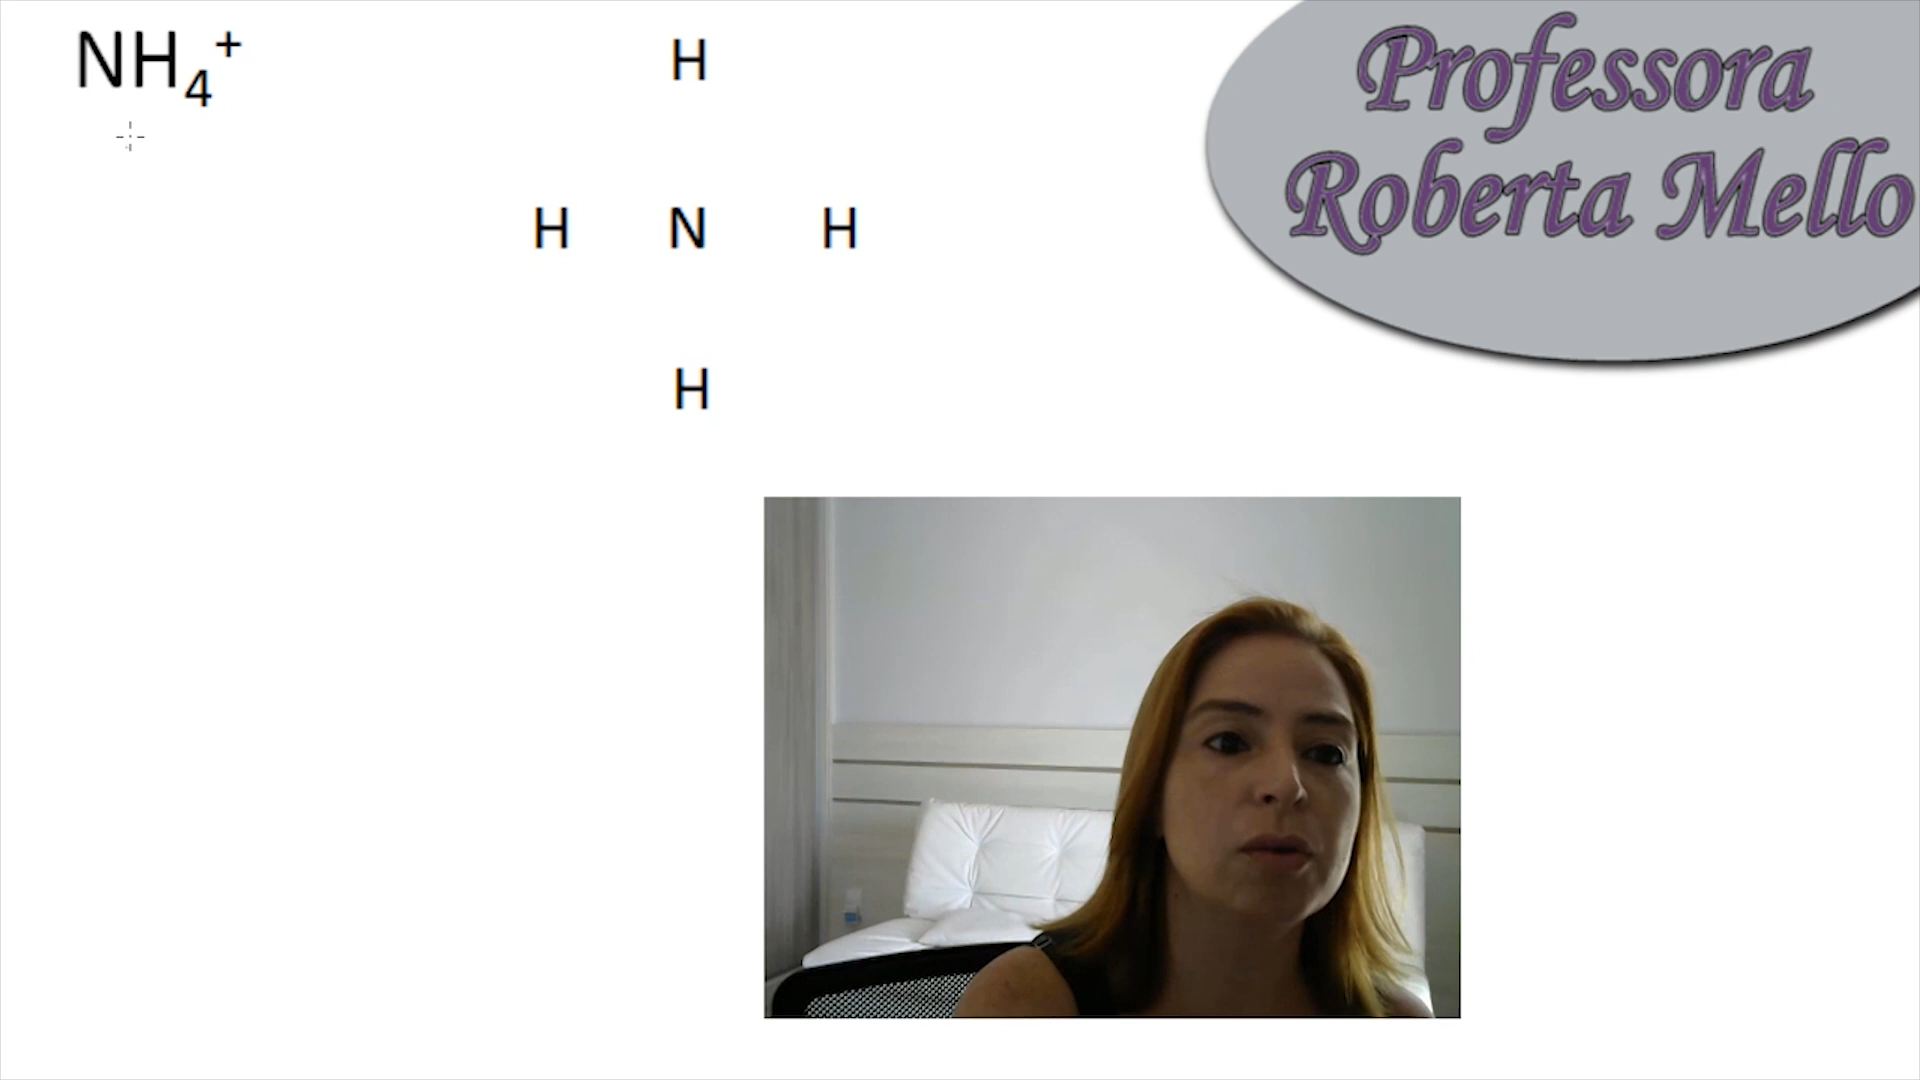 NH₄⁺
H
H N H
H
Professora
Roberta Mello